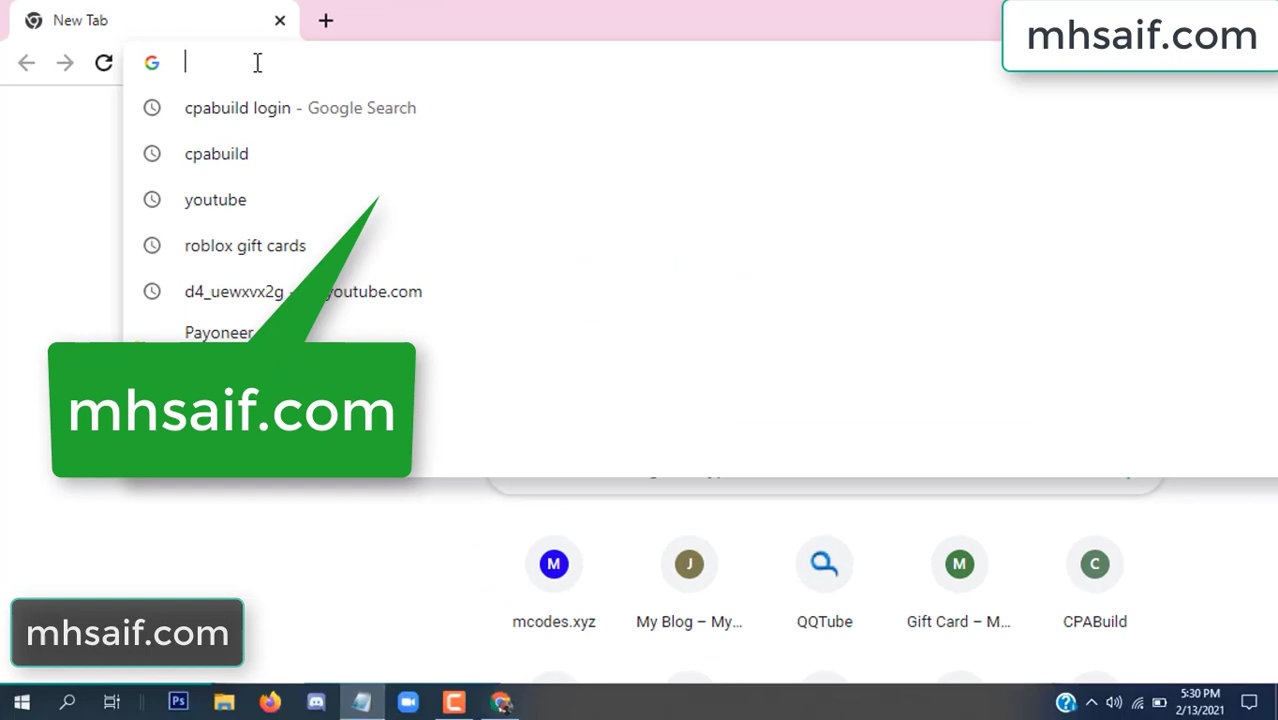 New Tab
mhsaif.com
cpabuild login - Google Search
cpabuild
youtube
roblox gift cards
d4_uewxvx2g - youtube.com
Payoneer
mhsaif.com
M
J
M
C
mcodes.xyz
My Blog – My...
QQTube
Gift Card – M...
CPABuild
mhsaif.com
Ps
5:30 PM
2/13/2021